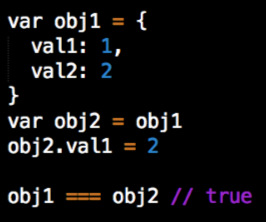 var obj1 = {
  val1: 1,
  val2: 2
}
var obj2 = obj1
obj2.val1 = 2

obj1 === obj2 // true